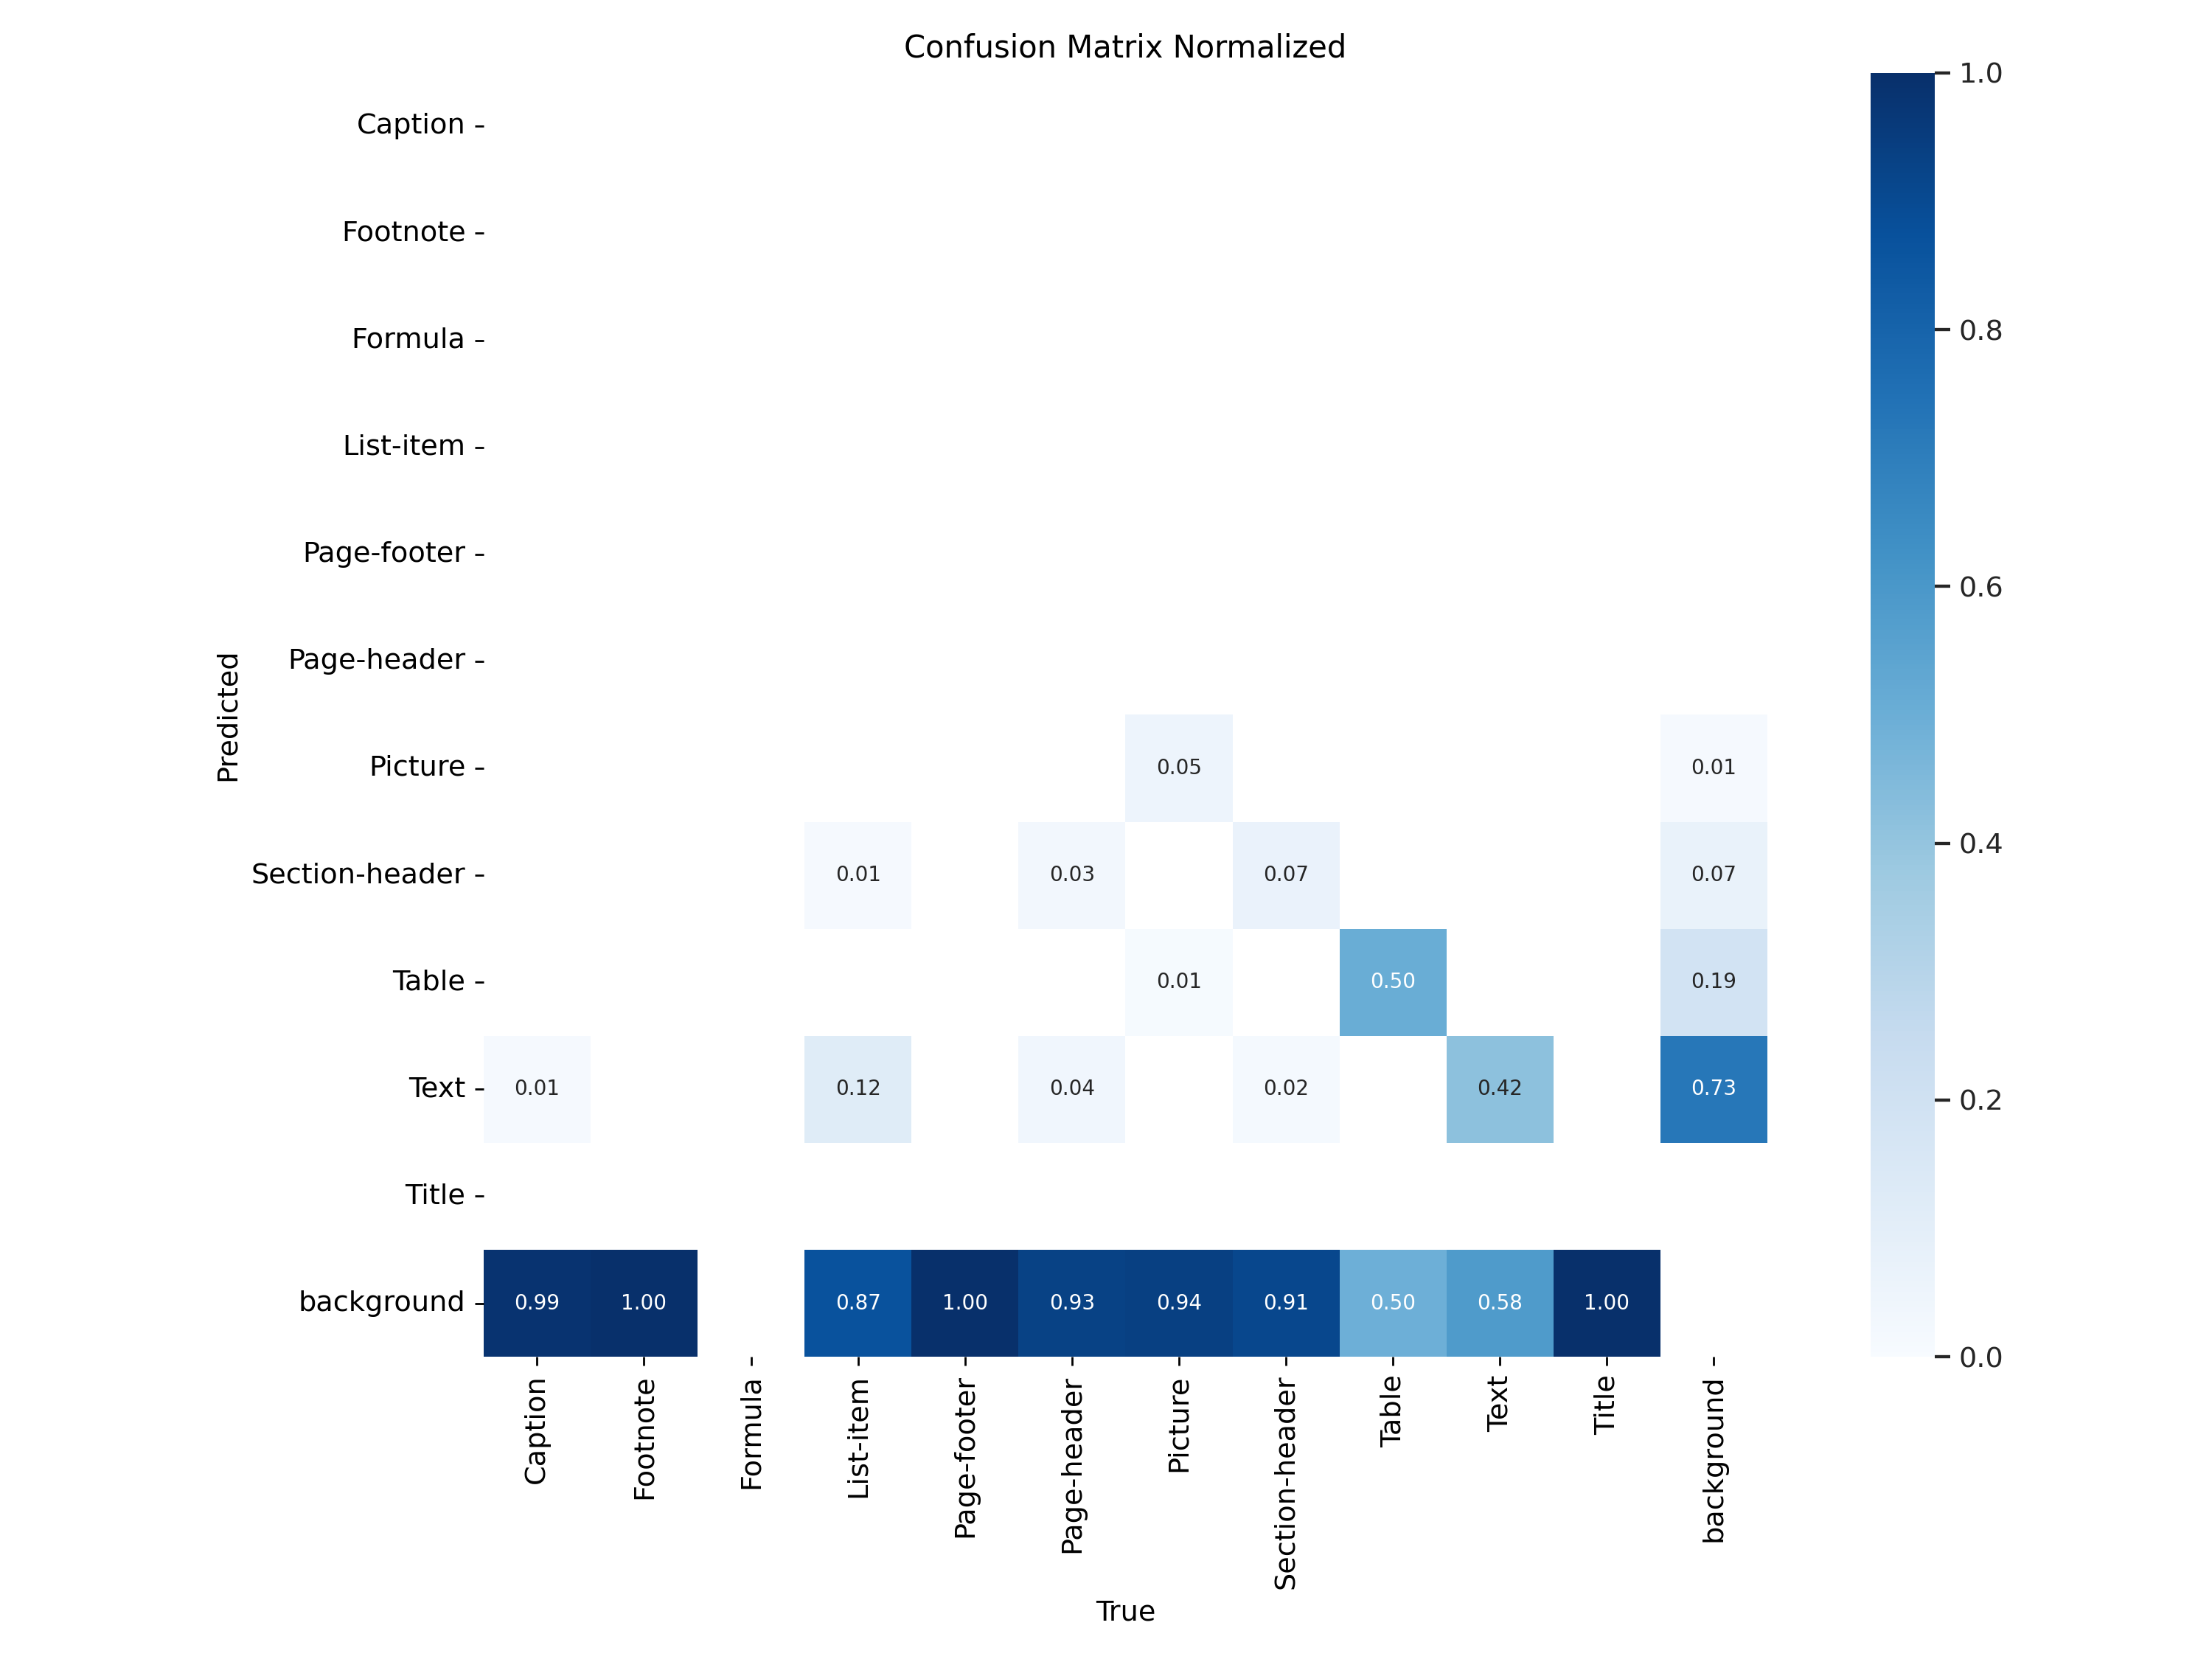 Confusion Matrix Normalized
1.0
Caption
Footnote
0.8
Formula
List-item
0.6
Page-footer
Page-header
Predicted
Picture 0.05 0.01
0.4
Section-header 0.01 0.03 0.07 0.07
Table 0.01 0.50 0.19
Text 0.01 0.12 0.04 0.02 0.42 0.73
0.2
Title
background 0.99 1.00 0.87 1.00 0.93 0.94 0.91 0.50 0.58 1.00
0.0
Caption Footnote Formula List-item Page-footer Page-header Picture Section-header Table Text Title background
True